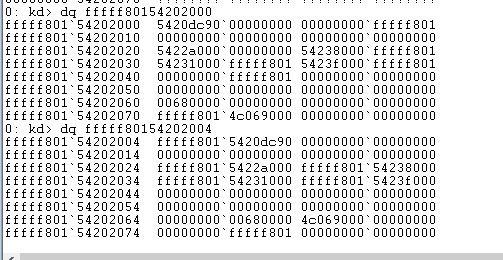 0: kd> dq fffff80154202000
fffff801`54202000  5420dc90`00000000 00000000`fffff801
fffff801`54202010  00000000`00000000 00000000`00000000
fffff801`54202020  5422a000`00000000 54238000`fffff801
fffff801`54202030  54231000`fffff801 5423f000`fffff801
fffff801`54202040  00000000`fffff801 00000000`00000000
fffff801`54202050  00000000`00000000 00000000`00000000
fffff801`54202060  00680000`00000000 00000000`00000000
fffff801`54202070  fffff801`4c069000 00000000`00000000
0: kd> dq fffff80154202004
fffff801`54202004  fffff801`5420dc90 00000000`00000000
fffff801`54202014  00000000`00000000 00000000`00000000
fffff801`54202024  fffff801`5422a000 fffff801`54238000
fffff801`54202034  fffff801`54231000 fffff801`5423f000
fffff801`54202044  00000000`00000000 00000000`00000000
fffff801`54202054  00000000`00000000 00000000`00000000
fffff801`54202064  00000000`00680000 4c069000`00000000
fffff801`54202074  00000000`fffff801 00000000`00000000